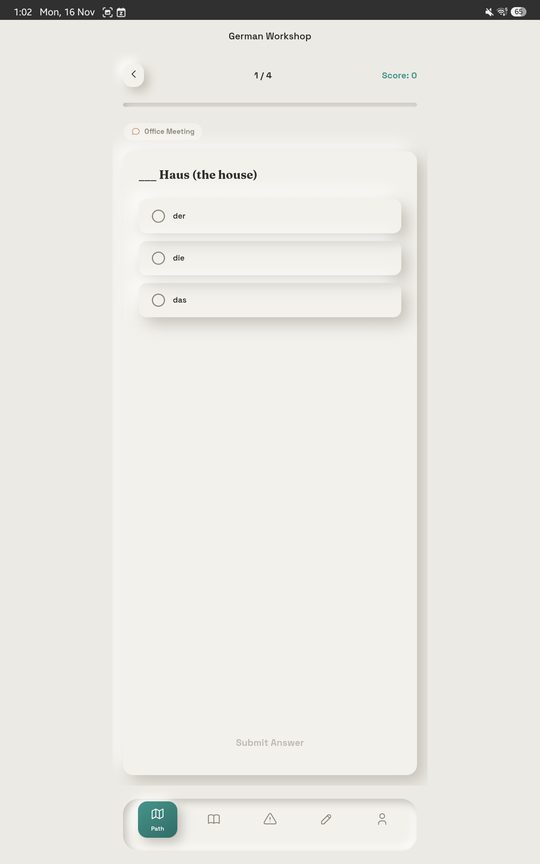 1:02 Mon, 16 Nov 65
German Workshop
1 / 4 Score: 0
Office Meeting
___ Haus (the house)
der
die
das
Submit Answer
Path